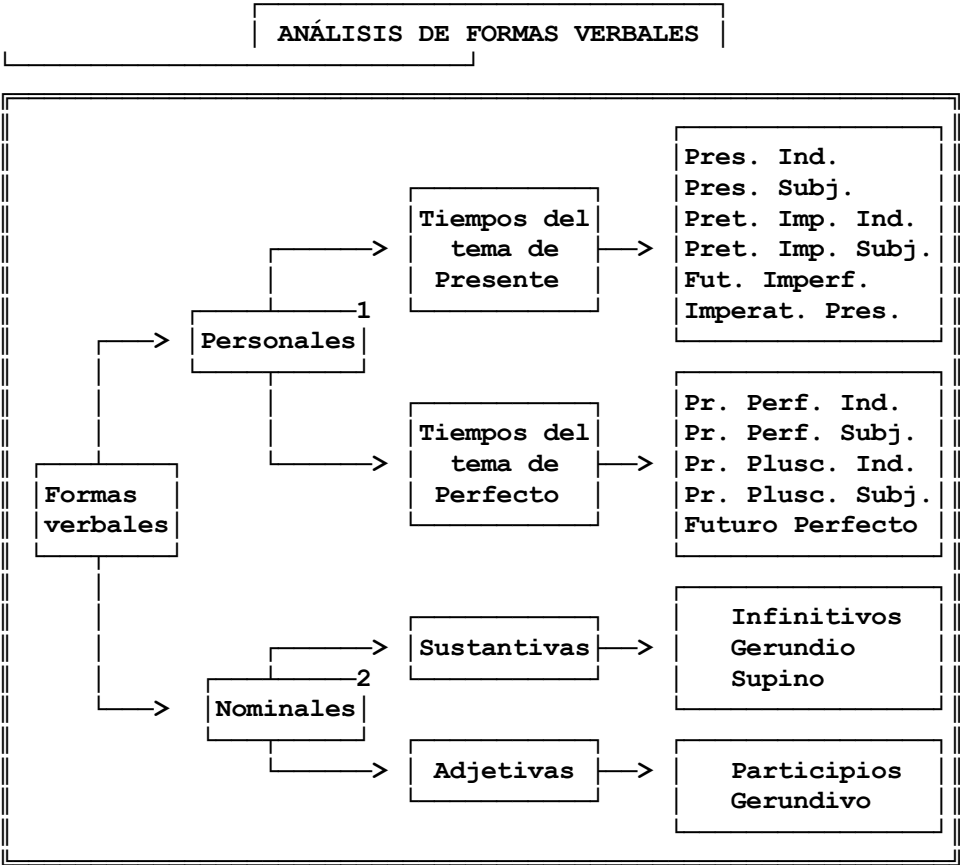 ANÁLISIS DE FORMAS VERBALES
Pres. Ind.
Pres. Subj.
Pret. Imp. Ind.
Pret. Imp. Subj.
Fut. Imperf.
Imperat. Pres.
Tiempos del
tema de
Presente
1
Personales
Pr. Perf. Ind.
Pr. Perf. Subj.
Pr. Plusc. Ind.
Pr. Plusc. Subj.
Futuro Perfecto
Tiempos del
tema de
Perfecto
Formas
verbales
Infinitivos
Gerundio
Supino
Sustantivas
2
Nominales
Adjetivas
Participios
Gerundivo